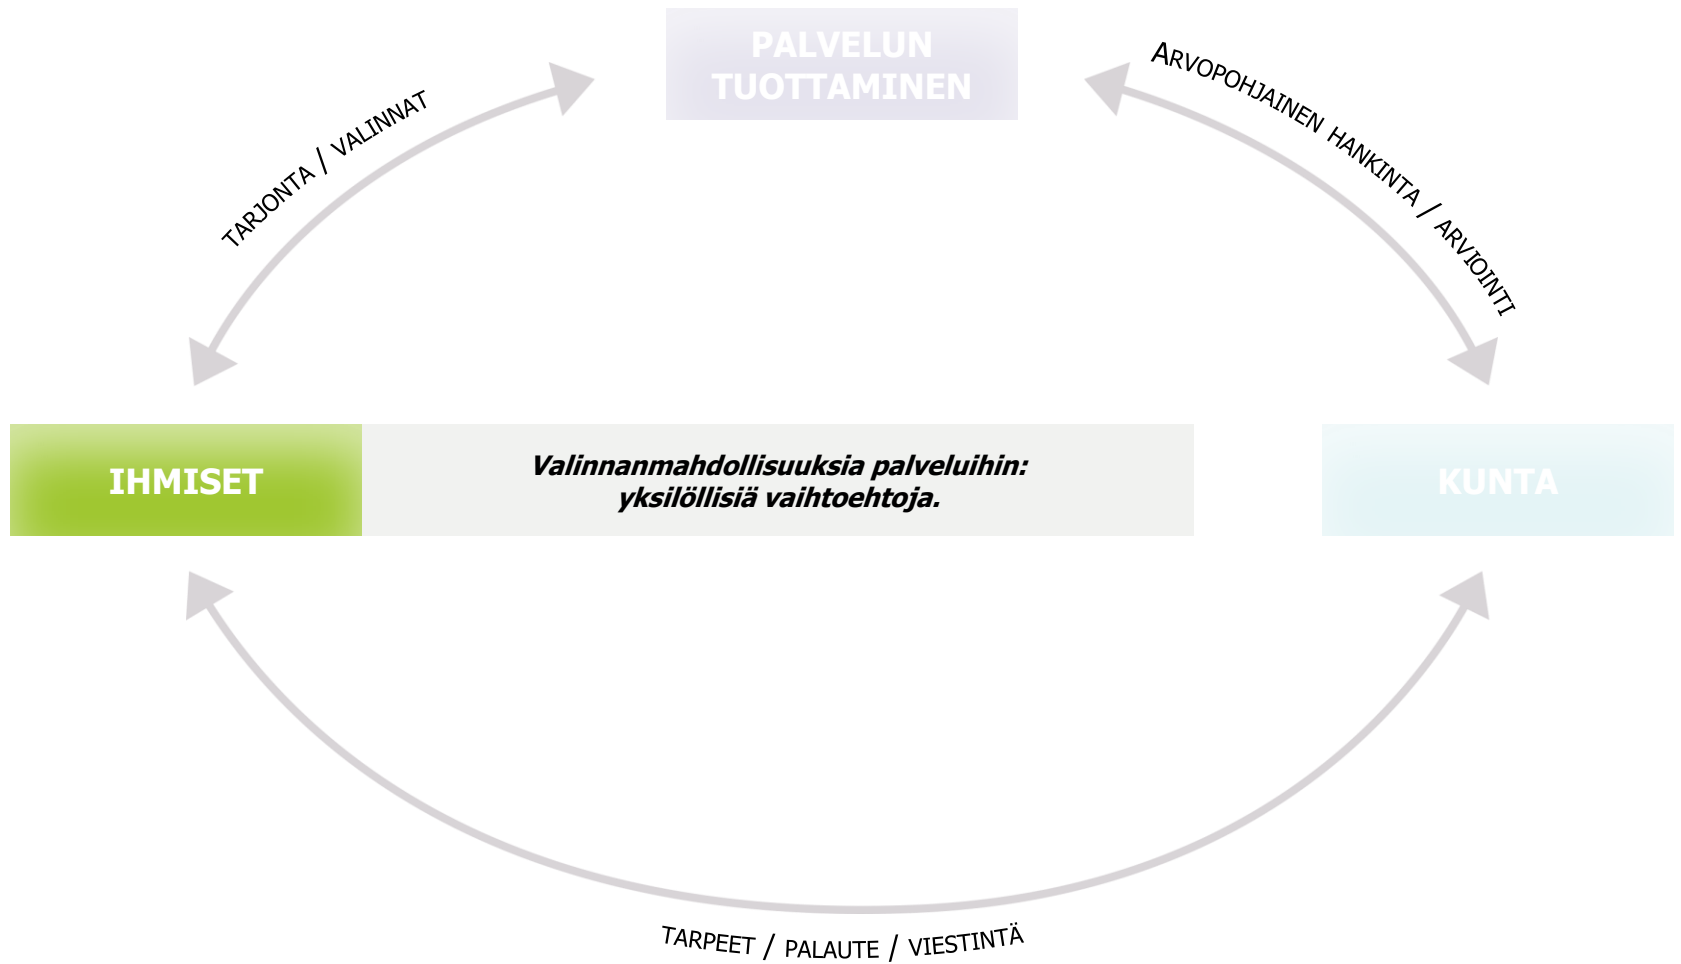 PALVELUN
TUOTTAMINEN
TARJONTA / VALINNAT
ARVOPOHJAINEN HANKINTA / ARVIOINTI
IHMISET
Valinnanmahdollisuuksia palveluihin:
yksilöllisiä vaihtoehtoja.
KUNTA
TARPEET / PALAUTE / VIESTINTÄ